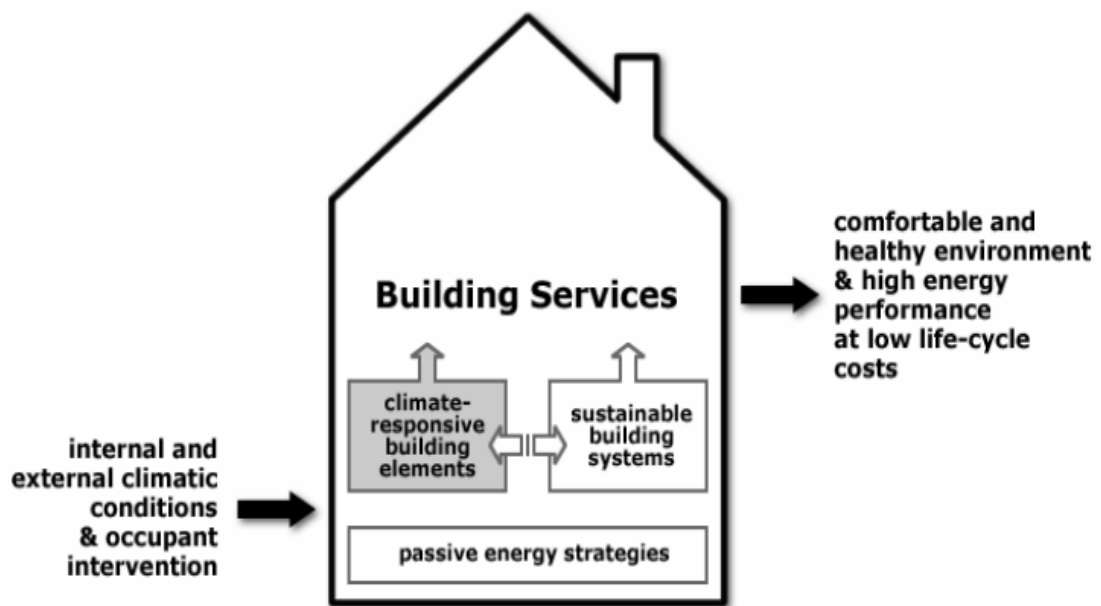 Building Services
climate-
responsive
building
elements
sustainable
building
systems
passive energy strategies
internal and
external climatic
conditions
& occupant
intervention
comfortable and
healthy environment
& high energy
performance
at low life-cycle
costs